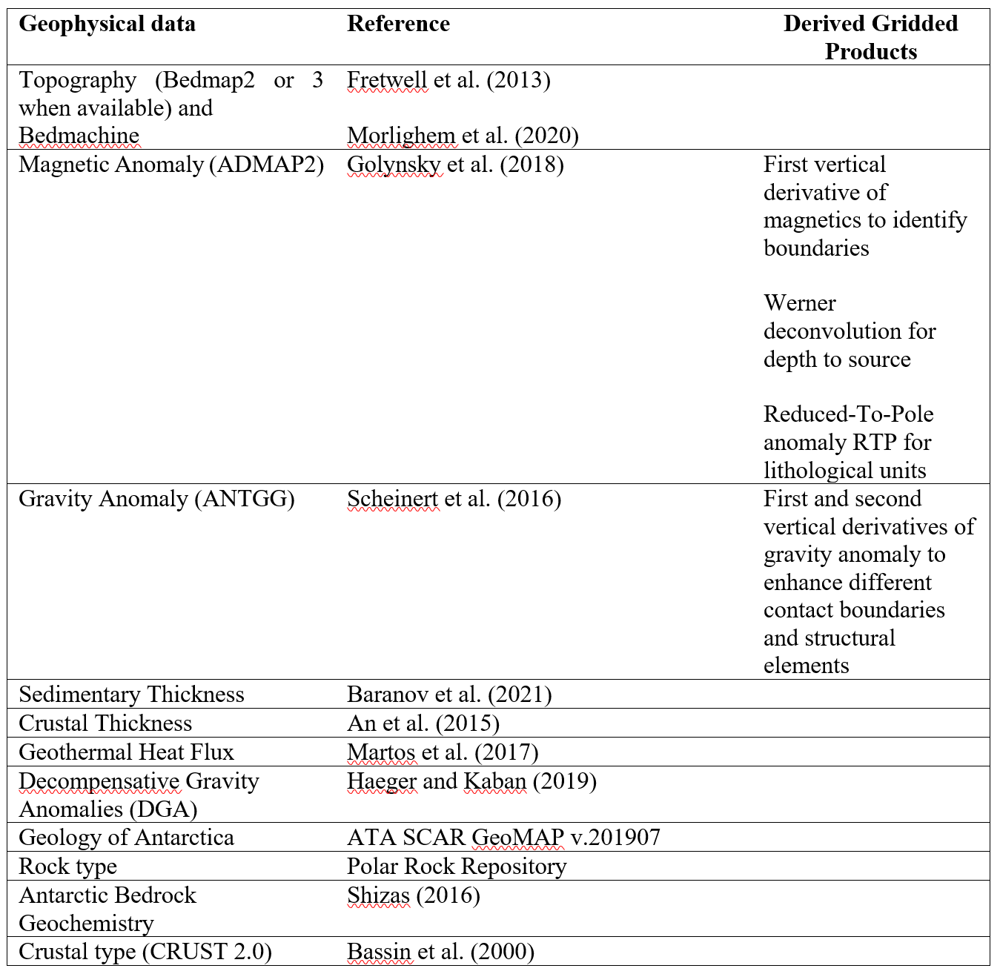 Geophysical data
Reference
Derived Gridded
Products
Topography (Bedmap2 or 3
when available) and
Bedmachine
Fretwell et al. (2013)
Morlighem et al. (2020)
Magnetic Anomaly (ADMAP2)
Golynsky et al. (2018)
First vertical
derivative of
magnetics to identify
boundaries
Werner
deconvolution for
depth to source
Reduced-To-Pole
anomaly RTP for
lithological units
Gravity Anomaly (ANTGG)
Scheinert et al. (2016)
First and second
vertical derivatives of
gravity anomaly to
enhance different
contact boundaries
and structural
elements
Sedimentary Thickness
Baranov et al. (2021)
Crustal Thickness
An et al. (2015)
Geothermal Heat Flux
Martos et al. (2017)
Decompensative Gravity
Anomalies (DGA)
Haeger and Kaban (2019)
Geology of Antarctica
ATA SCAR GeoMAP v.201907
Rock type
Polar Rock Repository
Antarctic Bedrock
Geochemistry
Shizas (2016)
Crustal type (CRUST 2.0)
Bassin et al. (2000)